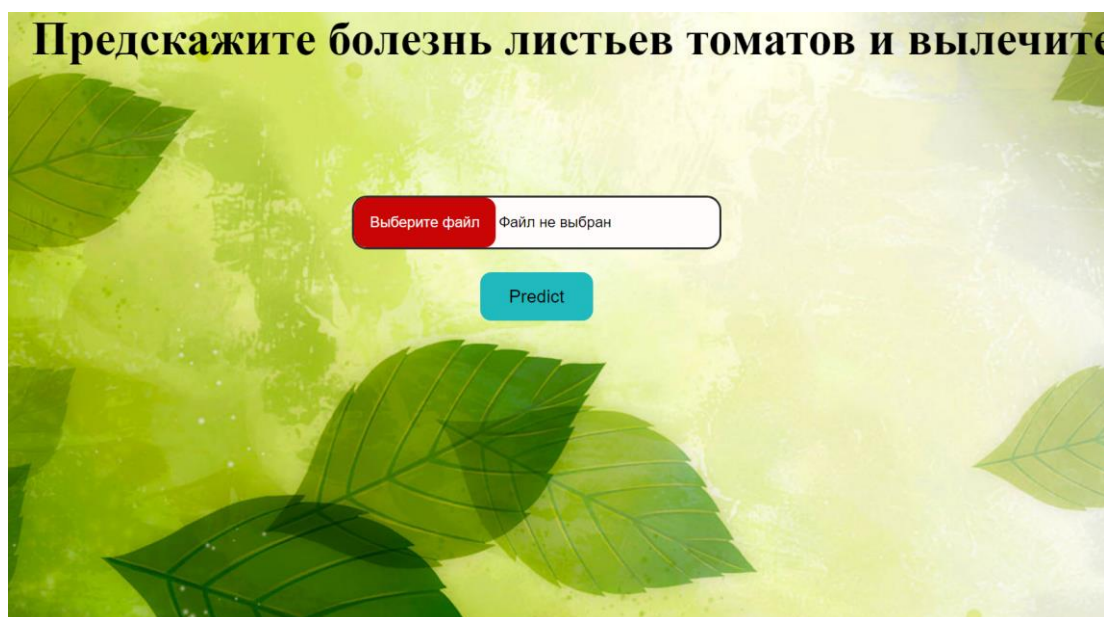 Предскажите болезнь листьев томатов и вылечите
Выберите файл Файл не выбран
Predict